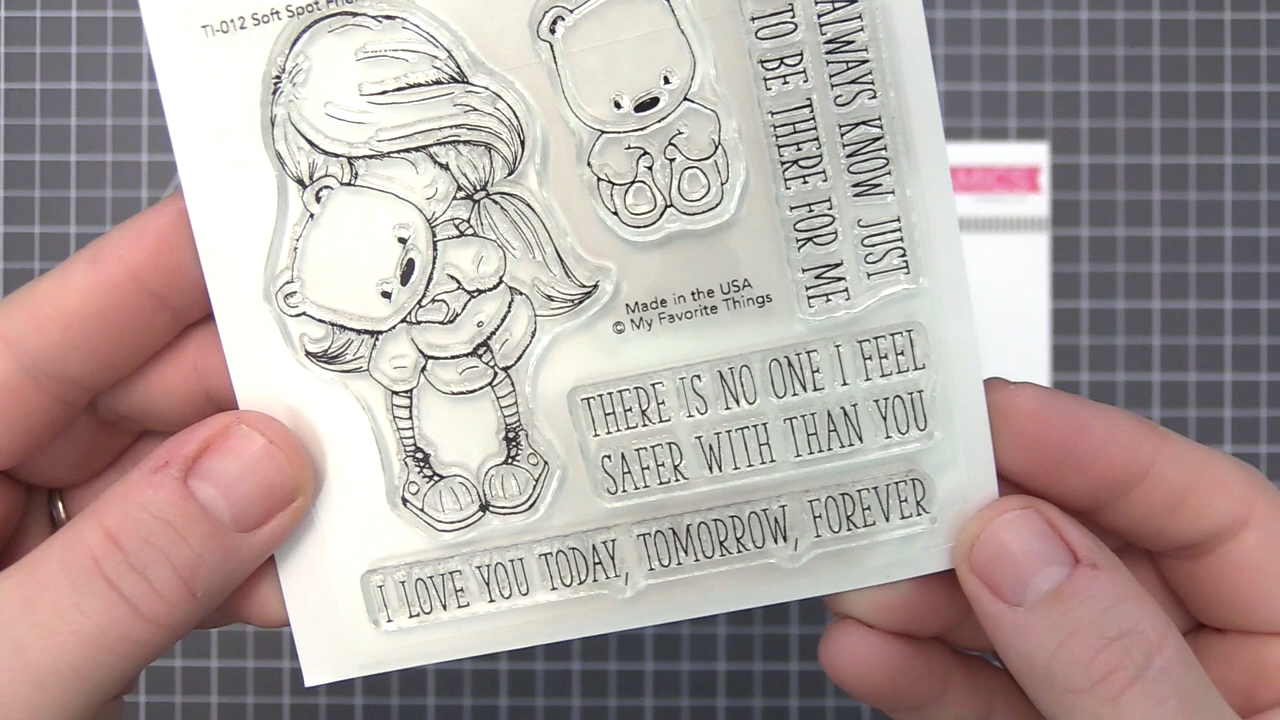 TI-012 Soft Spot
ALWAYS KNOW JUST
TO BE THERE FOR ME
Made in the USA
© My Favorite Things
THERE IS NO ONE I FEEL
SAFER WITH THAN YOU
I LOVE YOU TODAY, TOMORROW, FOREVER